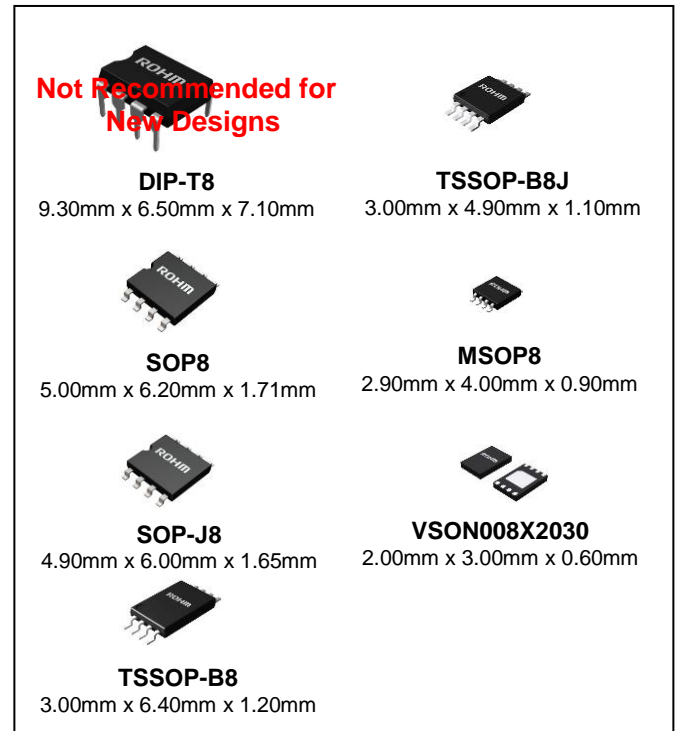 ROHM
Not Recommended for
New Designs
DIP-T8
9.30mm x 6.50mm x 7.10mm
ROHM
TSSOP-B8J
3.00mm x 4.90mm x 1.10mm
ROHM
SOP8
5.00mm x 6.20mm x 1.71mm
ROHM
MSOP8
2.90mm x 4.00mm x 0.90mm
ROHM
SOP-J8
4.90mm x 6.00mm x 1.65mm
ROHM
VSON008X2030
2.00mm x 3.00mm x 0.60mm
ROHM
TSSOP-B8
3.00mm x 6.40mm x 1.20mm